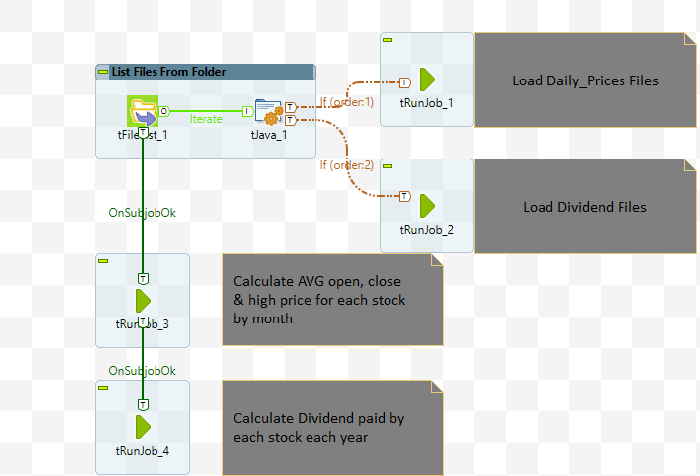 List Files From Folder
If (order:1)
tRunJob_1
Load Daily_Prices Files
Iterate
tFileList_1
tJava_1
If (order:2)
tRunJob_2
Load Dividend Files
OnSubjobOk
Calculate AVG open, close
& high price for each stock
by month
tRunJob_3
OnSubjobOk
Calculate Dividend paid by
each stock each year
tRunJob_4